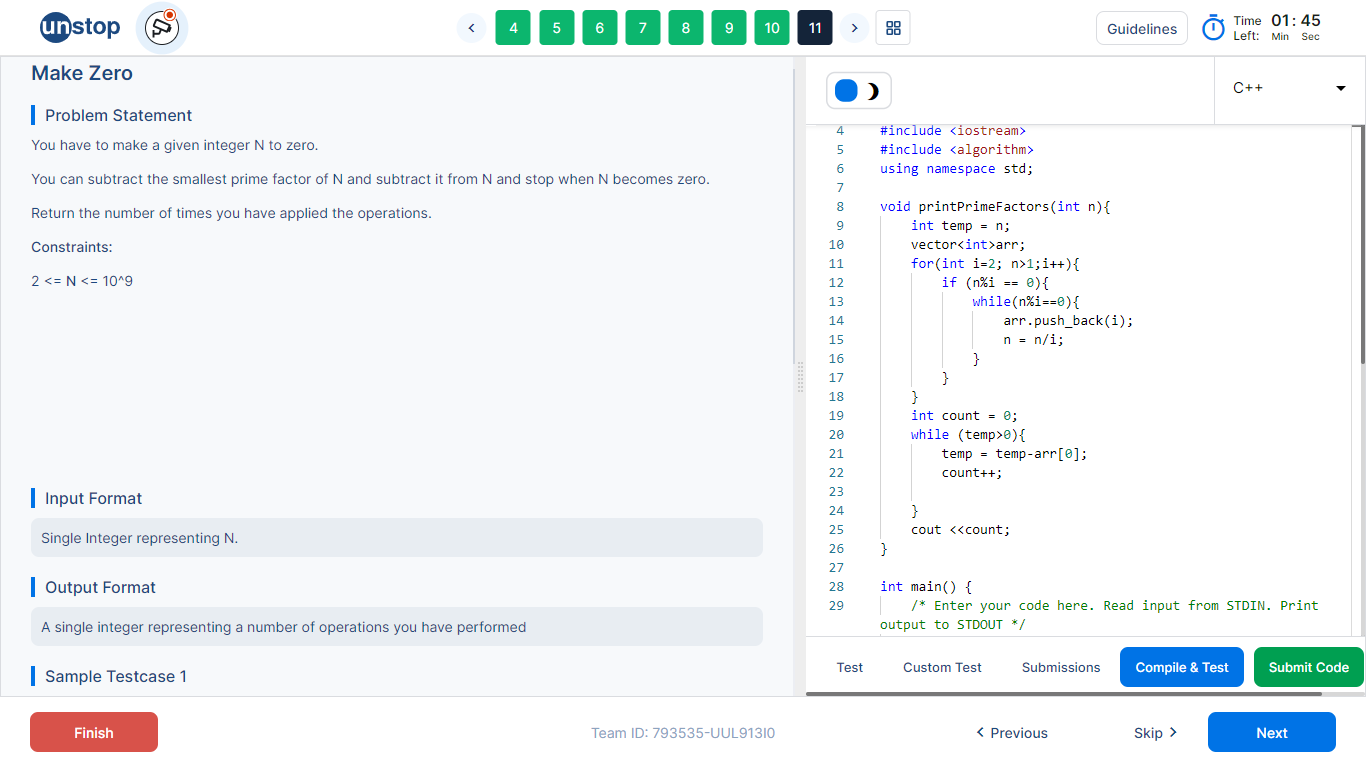 unstop
4 5 6 7 8 9 10 11
Guidelines
Time Left:
01 : 45
Min Sec
Make Zero
Problem Statement
You have to make a given integer N to zero.
You can subtract the smallest prime factor of N and subtract it from N and stop when N becomes zero.
Return the number of times you have applied the operations.
Constraints:
2 <= N <= 10^9
Input Format
Single Integer representing N.
Output Format
A single integer representing a number of operations you have performed
Sample Testcase 1
C++
4 #include <iostream>
5 #include <algorithm>
6 using namespace std;
7
8 void printPrimeFactors(int n){
9 int temp = n;
10 vector<int>arr;
11 for(int i=2; n>1;i++){
12 if (n%i == 0){
13 while(n%i==0){
14 arr.push_back(i);
15 n = n/i;
16 }
17 }
18 }
19 int count = 0;
20 while (temp>0){
21 temp = temp-arr[0];
22 count++;
23
24 }
25 cout <<count;
26 }
27
28 int main() {
29 /* Enter your code here. Read input from STDIN. Print
output to STDOUT */
Test
Custom Test
Submissions
Compile & Test
Submit Code
Finish
Team ID: 793535-UUL913I0
Previous
Skip
Next